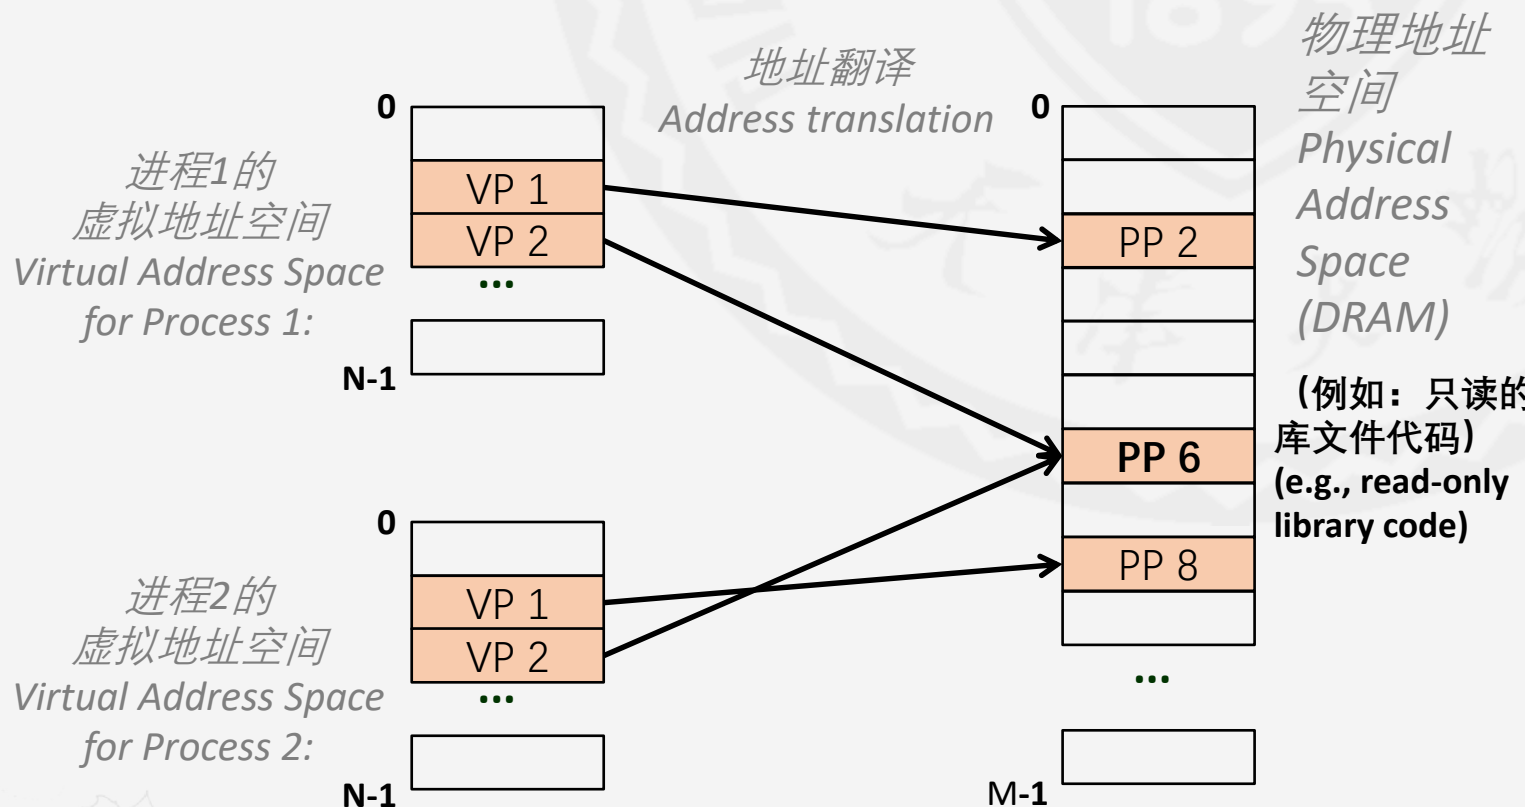 地址翻译
Address translation
物理地址
空间
Physical
Address
Space
(DRAM)
进程1的
虚拟地址空间
Virtual Address Space
for Process 1:
0
VP 1
VP 2
...
N-1
0
PP 2
PP 6
PP 8
...
M-1
(例如：只读的
库文件代码)
(e.g., read-only
library code)
进程2的
虚拟地址空间
Virtual Address Space
for Process 2:
0
VP 1
VP 2
...
N-1